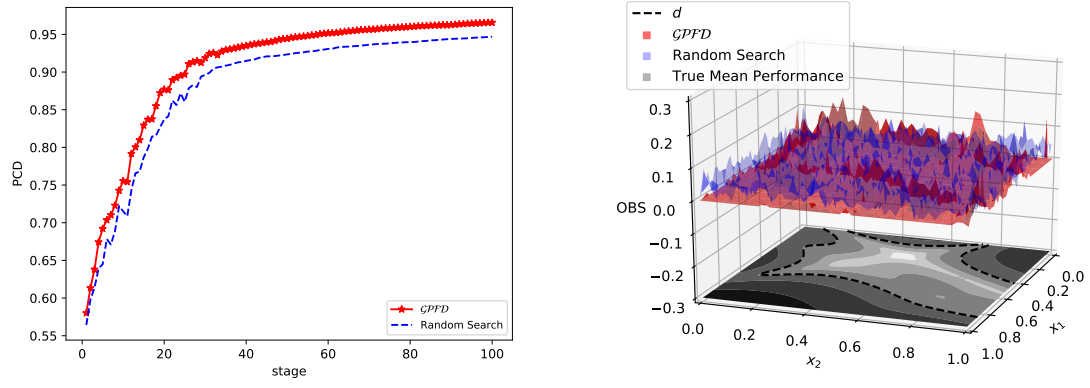 0.95
0.90
0.85
0.80
0.75
0.70
0.65
0.60
0.55
PCD
0 20 40 60 80 100
stage
GPFD
Random Search
d
GPFD
Random Search
True Mean Performance
0.3
0.2
0.1
0.0
−0.1
−0.2
−0.3
OBS
0.0 0.2 0.4 0.6 0.8 1.0
x₂
0.0
0.2
0.4
0.6
0.8
1.0
x₁